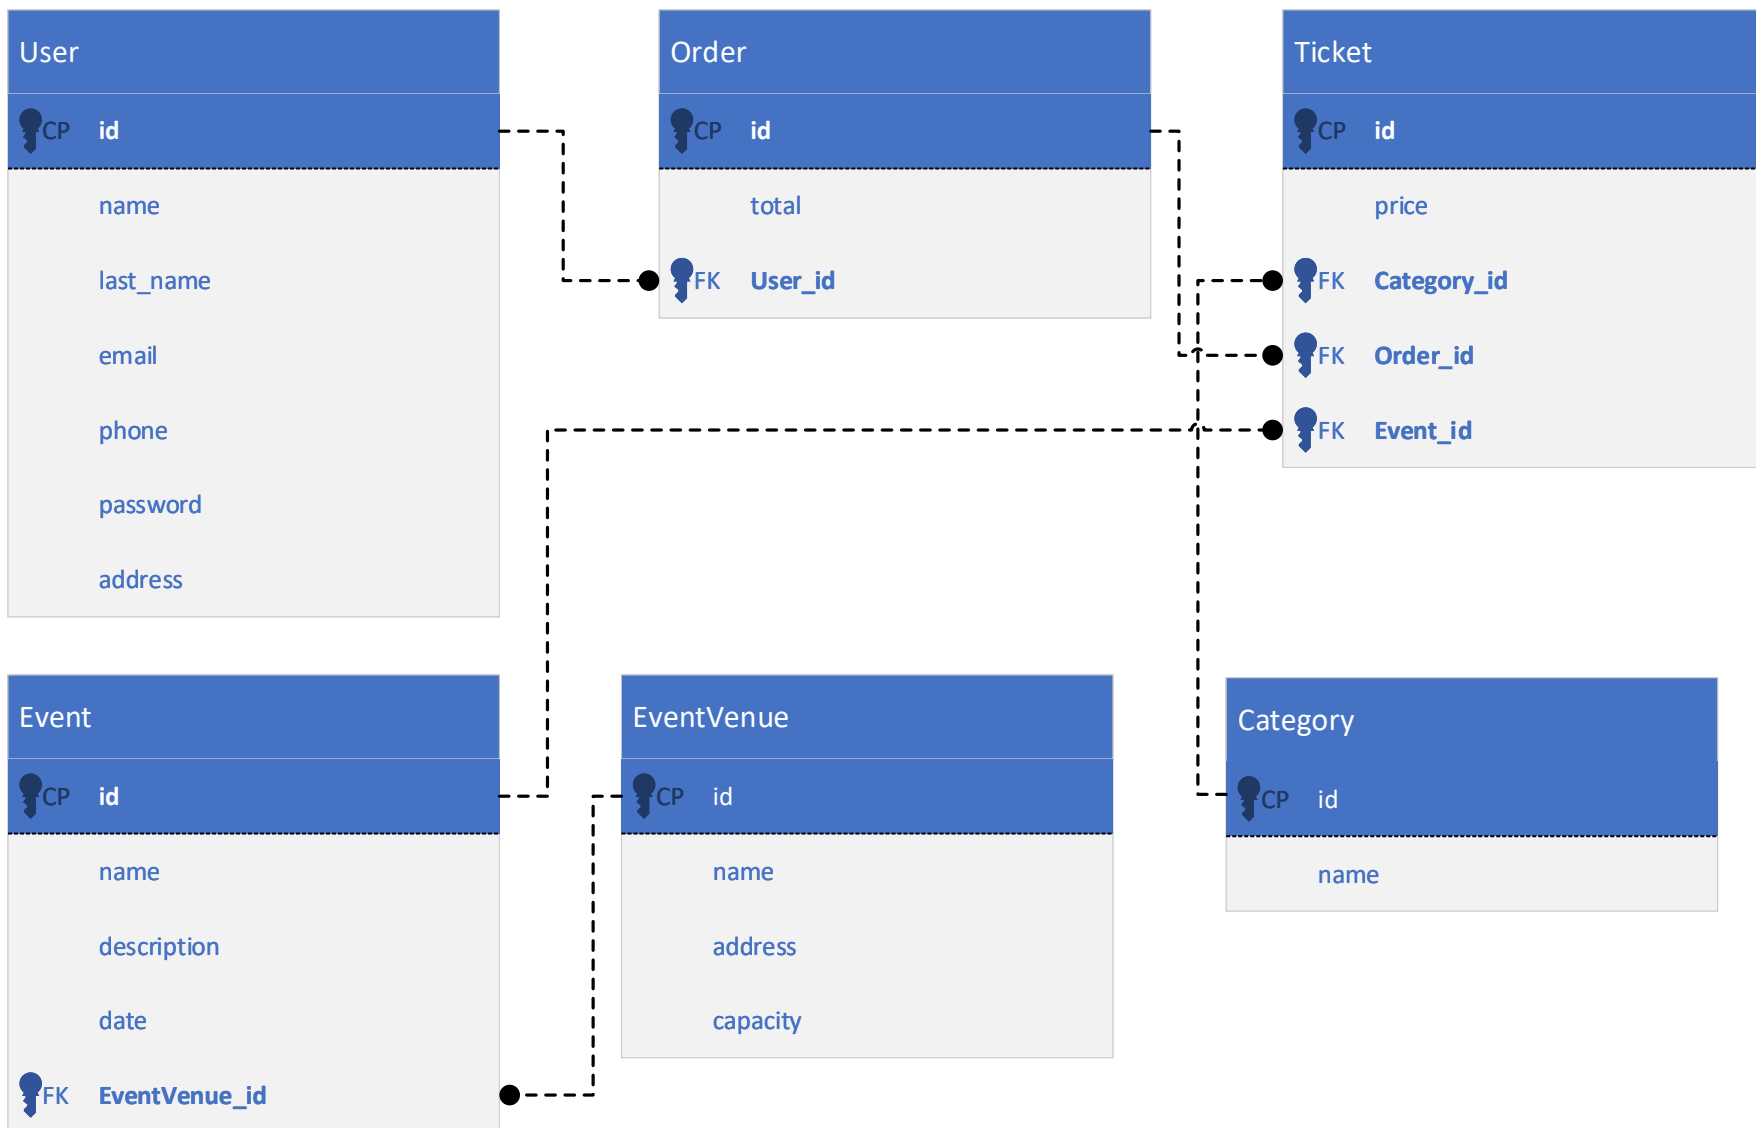 User
CP id
name
last_name
email
phone
password
address
Order
CP id
total
FK User_id
Ticket
CP id
price
FK Category_id
FK Order_id
FK Event_id
Event
CP id
name
description
date
FK EventVenue_id
EventVenue
CP id
name
address
capacity
Category
CP id
name